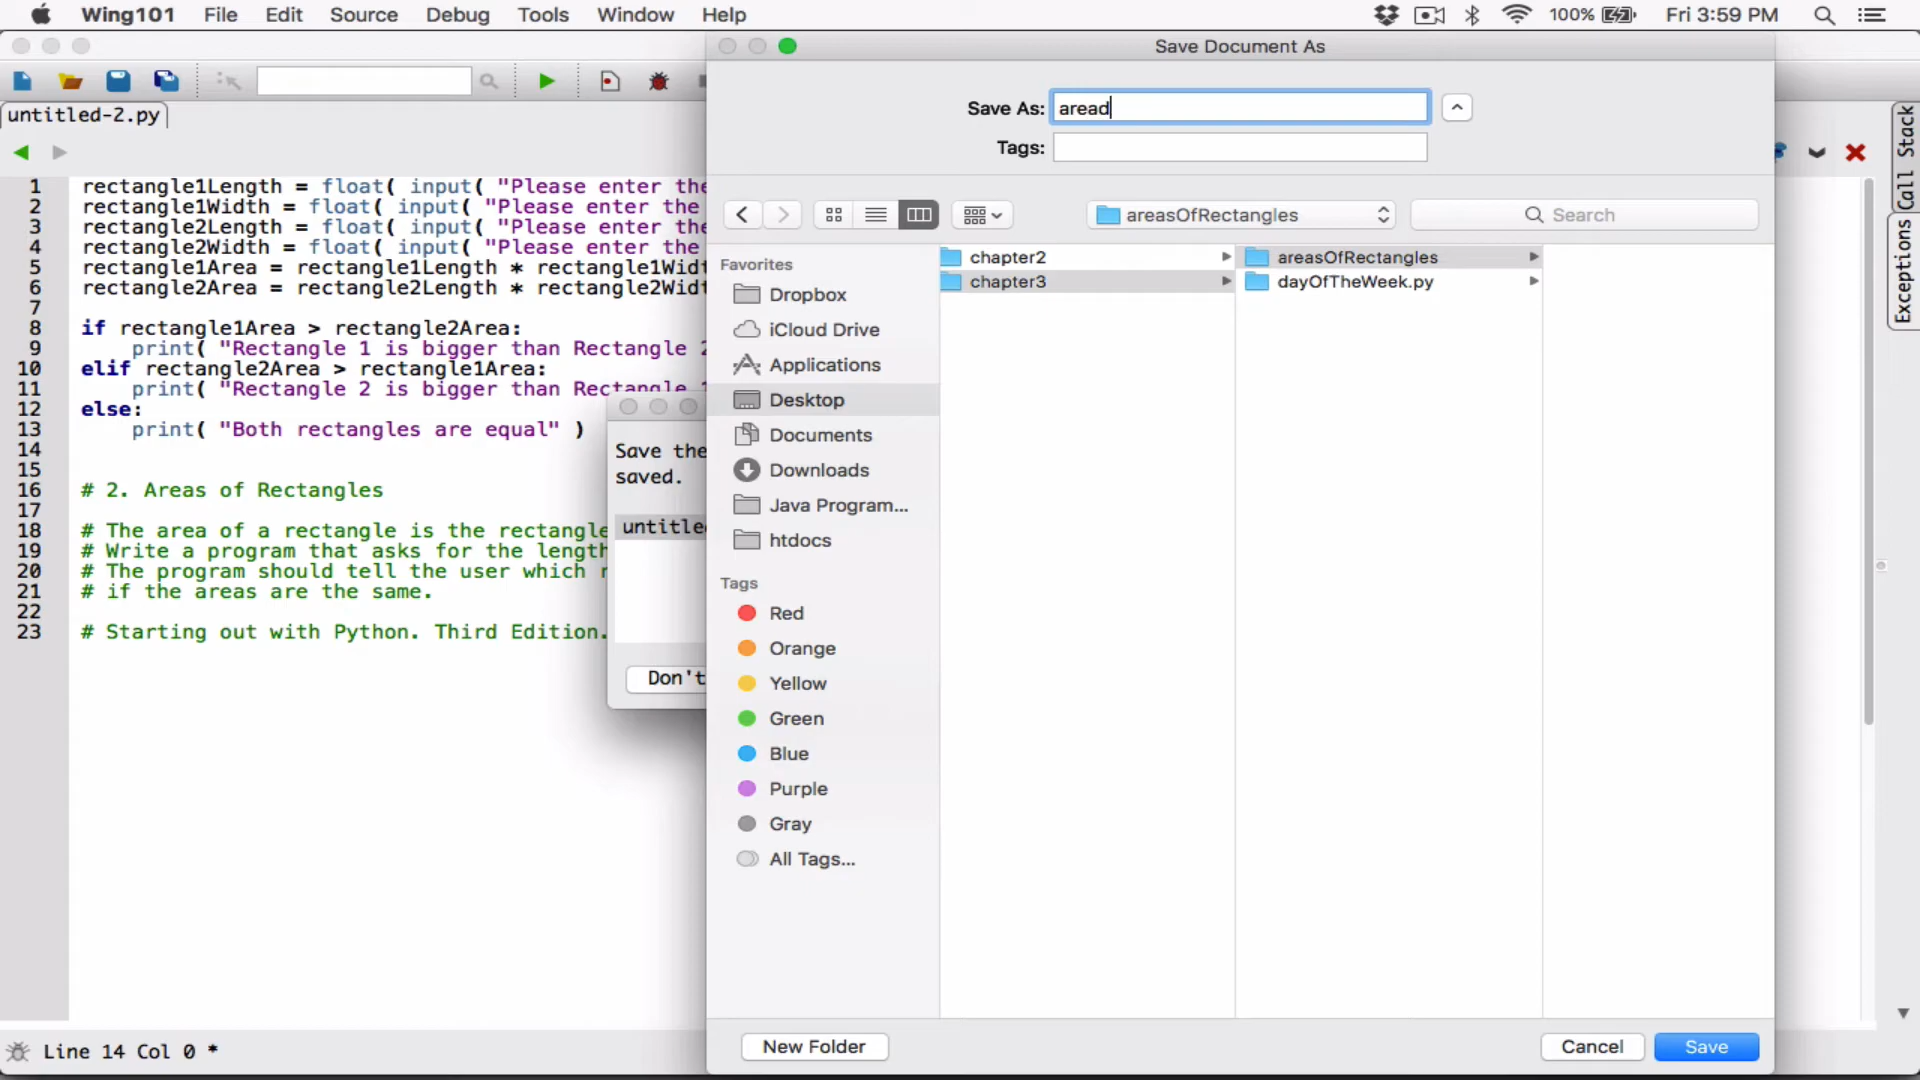 Wing101 File Edit Source Debug Tools Window Help 100% Fri 3:59 PM
Save Document As
untitled-2.py
Save As: aread
Tags:
areasOfRectangles
Search
1 rectangle1Length = float( input( "Please enter the
2 rectangle1Width = float( input( "Please enter the
3 rectangle2Length = float( input( "Please enter the
4 rectangle2Width = float( input( "Please enter the
5 rectangle1Area = rectangle1Length * rectangle1Widt
6 rectangle2Area = rectangle2Length * rectangle2Widt
7
8 if rectangle1Area > rectangle2Area:
9 print( "Rectangle 1 is bigger than Rectangle 2
10 elif rectangle2Area > rectangle1Area:
11 print( "Rectangle 2 is bigger than Rectangle 1
12 else:
13 print( "Both rectangles are equal" )
14
15
16 # 2. Areas of Rectangles
17
18 # The area of a rectangle is the rectangle
19 # Write a program that asks for the length
20 # The program should tell the user which r
21 # if the areas are the same.
22
23 # Starting out with Python. Third Edition.
Save the
saved.
untitle
Don't
Favorites
Dropbox
iCloud Drive
Applications
Desktop
Documents
Downloads
Java Program...
htdocs
Tags
Red
Orange
Yellow
Green
Blue
Purple
Gray
All Tags...
chapter2
chapter3
areasOfRectangles
dayOfTheWeek.py
Call Stack
Exceptions
New Folder
Cancel
Save
Line 14 Col 0 *